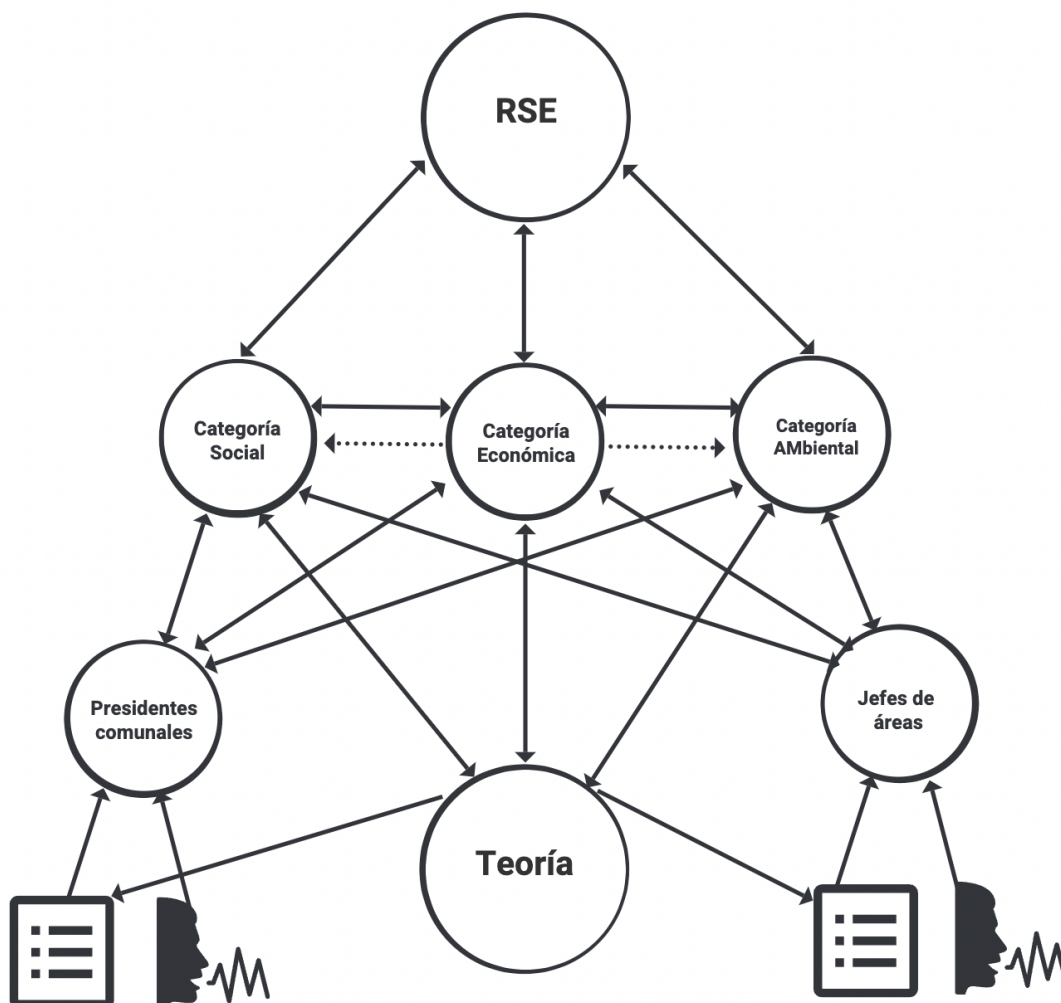 RSE
Categoría
Social
Categoría
Económica
Categoría
AMbiental
Presidentes
comunales
Jefes de
áreas
Teoría